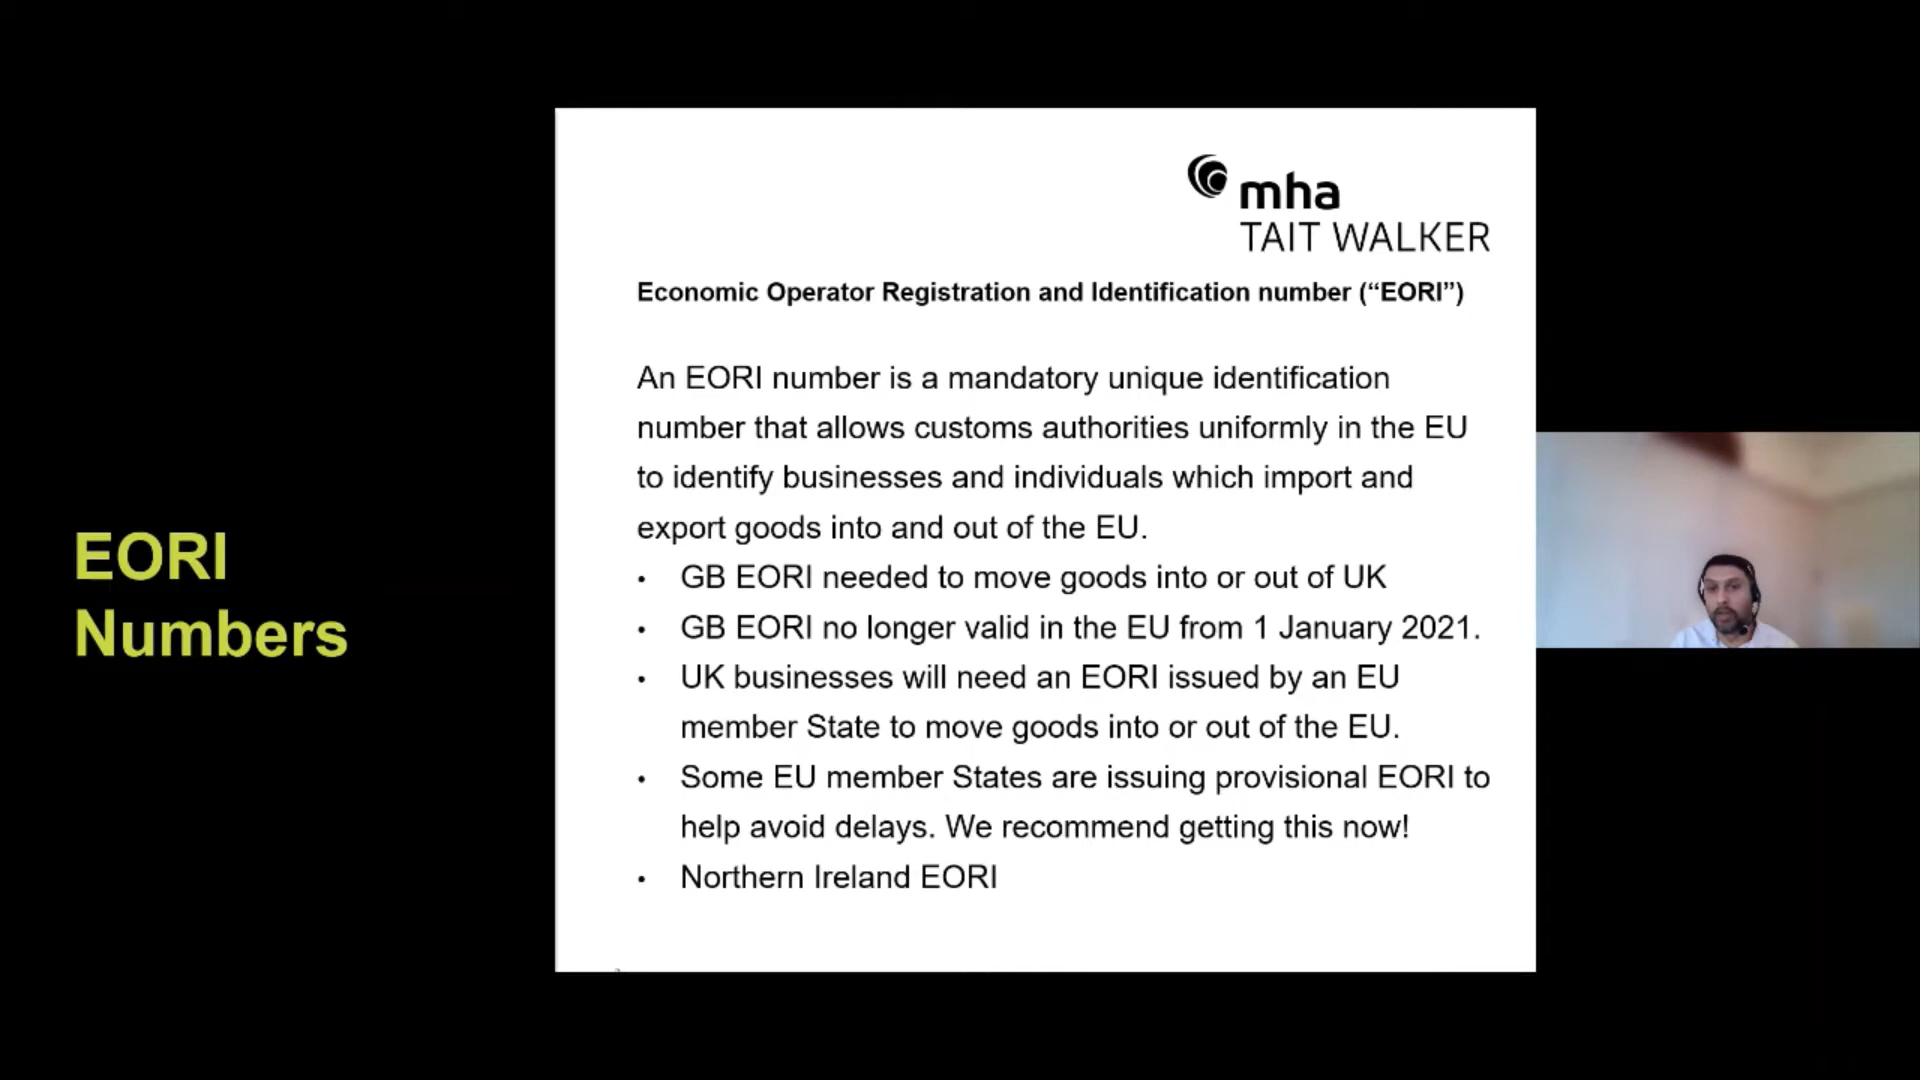 EORI
Numbers
mha
TAIT WALKER
Economic Operator Registration and Identification number (“EORI”)
An EORI number is a mandatory unique identification
number that allows customs authorities uniformly in the EU
to identify businesses and individuals which import and
export goods into and out of the EU.
• GB EORI needed to move goods into or out of UK
• GB EORI no longer valid in the EU from 1 January 2021.
• UK businesses will need an EORI issued by an EU
member State to move goods into or out of the EU.
• Some EU member States are issuing provisional EORI to
help avoid delays. We recommend getting this now!
• Northern Ireland EORI